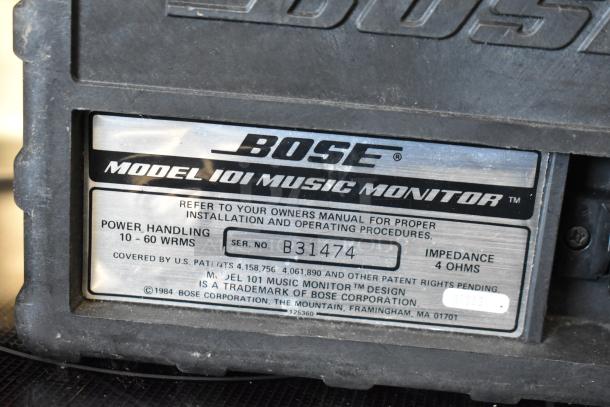 BOSE
BOSE®
MODEL 101 MUSIC MONITOR™
REFER TO YOUR OWNERS MANUAL FOR PROPER
INSTALLATION AND OPERATING PROCEDURES.
POWER HANDLING
10 - 60 WRMS
SER. NO. B31474
IMPEDANCE
4 OHMS
COVERED BY U.S. PATENTS 4,158,756 4,061,890 AND OTHER PATENT RIGHTS PENDING
MODEL 101 MUSIC MONITOR™ DESIGN
IS A TRADEMARK OF BOSE CORPORATION
©1984 BOSE CORPORATION, THE MOUNTAIN, FRAMINGHAM, MA 01701
125360